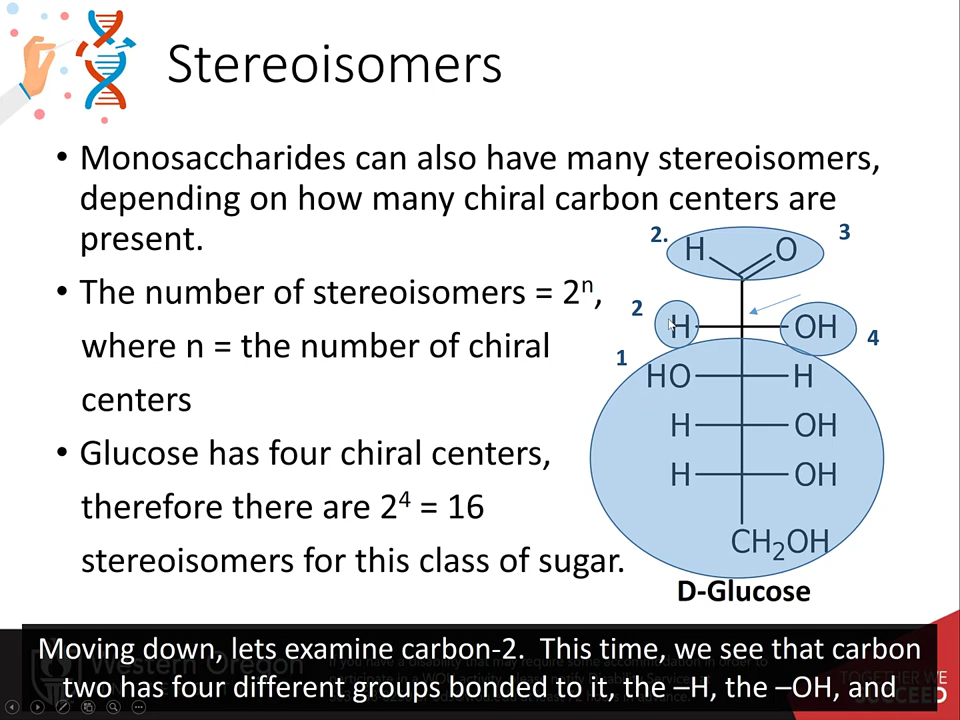 Stereoisomers
• Monosaccharides can also have many stereoisomers,
depending on how many chiral carbon centers are
present.
• The number of stereoisomers = 2ⁿ,
where n = the number of chiral
centers
• Glucose has four chiral centers,
therefore there are 2⁴ = 16
stereoisomers for this class of sugar.
2. H O 3
2 H OH 4
1 HO H
H OH
H OH
CH₂OH
D-Glucose
Moving down, lets examine carbon-2. This time, we see that carbon
two has four different groups bonded to it, the –H, the –OH, and